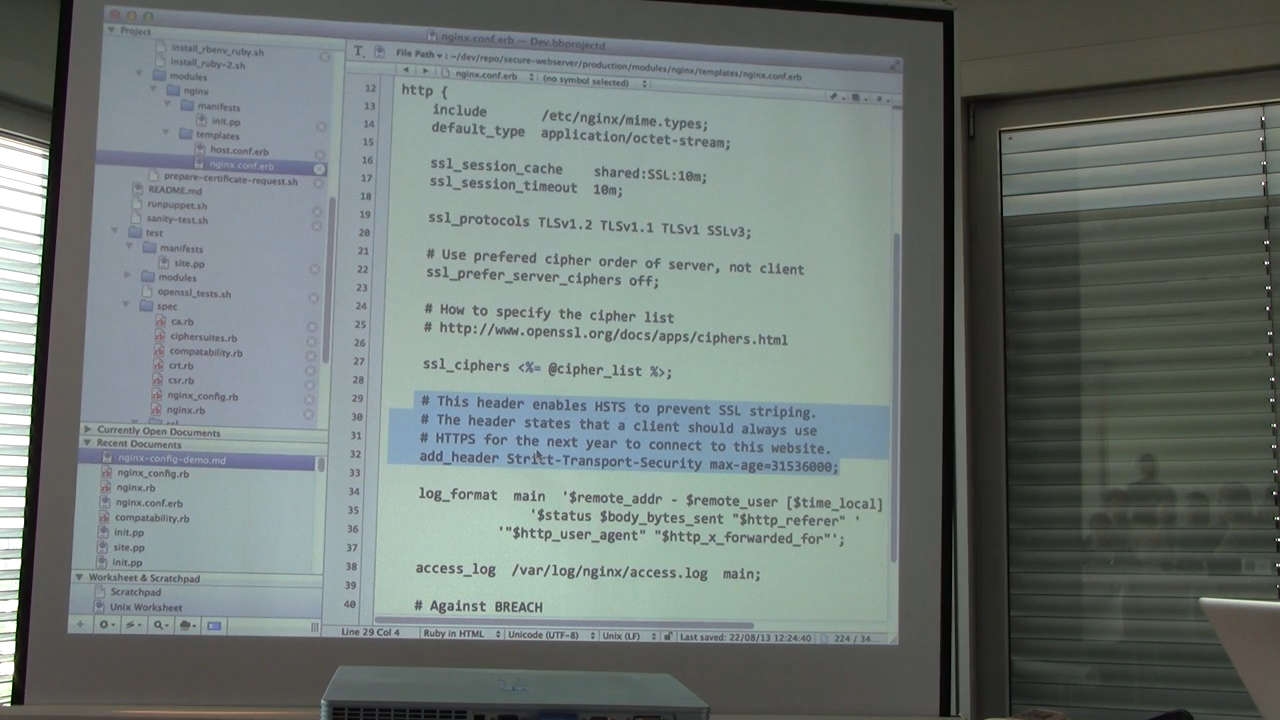 nginx.conf.erb — Dev.bbprojectd
Project
install_rbenv_ruby.sh
install_ruby-2.sh
modules
nginx
manifests
init.pp
templates
host.conf.erb
nginx.conf.erb
prepare-certificate-request.sh
README.md
runpuppet.sh
sanity-test.sh
test
manifests
site.pp
modules
openssl_tests.sh
spec
ca.rb
ciphersuites.rb
compatability.rb
crt.rb
csr.rb
nginx_config.rb
nginx.rb
Currently Open Documents
Recent Documents
nginx-config-demo.md
nginx_config.rb
nginx.rb
nginx.conf.erb
compatability.rb
init.pp
site.pp
init.pp
Worksheet & Scratchpad
Scratchpad
Unix Worksheet
File Path ▾ : ~/dev/repo/secure-webserver/production/modules/nginx/templates/nginx.conf.erb
nginx.conf.erb (no symbol selected)
12 http {
13 include /etc/nginx/mime.types;
14 default_type application/octet-stream;
15
16 ssl_session_cache shared:SSL:10m;
17 ssl_session_timeout 10m;
18
19 ssl_protocols TLSv1.2 TLSv1.1 TLSv1 SSLv3;
20
21 # Use prefered cipher order of server, not client
22 ssl_prefer_server_ciphers off;
23
24 # How to specify the cipher list
25 # http://www.openssl.org/docs/apps/ciphers.html
26
27 ssl_ciphers <%= @cipher_list %>;
28
29 # This header enables HSTS to prevent SSL striping.
30 # The header states that a client should always use
31 # HTTPS for the next year to connect to this website.
32 add_header Strict-Transport-Security max-age=31536000;
33
34 log_format main '$remote_addr - $remote_user [$time_local]
35 '$status $body_bytes_sent "$http_referer" '
36 '"$http_user_agent" "$http_x_forwarded_for"';
37
38 access_log /var/log/nginx/access.log main;
39
40 # Against BREACH
Line 29 Col 4 Ruby in HTML Unicode (UTF-8) Unix (LF) Last saved: 22/08/13 12:24:40 224 / 34...